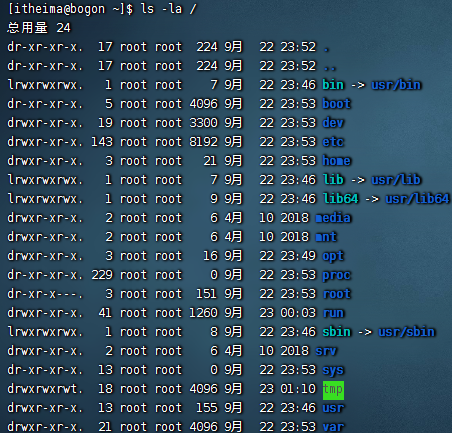 [itheima@bogon ~]$ ls -la /
总用量 24
dr-xr-xr-x.  17 root root  224 9月   22 23:52 .
dr-xr-xr-x.  17 root root  224 9月   22 23:52 ..
lrwxrwxrwx.   1 root root    7 9月   22 23:46 bin -> usr/bin
dr-xr-xr-x.   5 root root 4096 9月   22 23:53 boot
drwxr-xr-x.  19 root root 3300 9月   22 23:53 dev
drwxr-xr-x. 143 root root 8192 9月   22 23:53 etc
drwxr-xr-x.   3 root root   21 9月   22 23:53 home
lrwxrwxrwx.   1 root root    7 9月   22 23:46 lib -> usr/lib
lrwxrwxrwx.   1 root root    9 9月   22 23:46 lib64 -> usr/lib64
drwxr-xr-x.   2 root root    6 4月   10 2018 media
drwxr-xr-x.   2 root root    6 4月   10 2018 mnt
drwxr-xr-x.   3 root root   16 9月   22 23:49 opt
dr-xr-xr-x. 229 root root    0 9月   22 23:53 proc
dr-xr-x---.   3 root root  151 9月   22 23:53 root
drwxr-xr-x.  41 root root 1260 9月   23 00:03 run
lrwxrwxrwx.   1 root root    8 9月   22 23:46 sbin -> usr/sbin
drwxr-xr-x.   2 root root    6 4月   10 2018 srv
dr-xr-xr-x.  13 root root    0 9月   22 23:53 sys
drwxrwxrwt.  18 root root 4096 9月   23 01:10 tmp
drwxr-xr-x.  13 root root  155 9月   22 23:46 usr
drwxr-xr-x.  21 root root 4096 9月   22 23:53 var